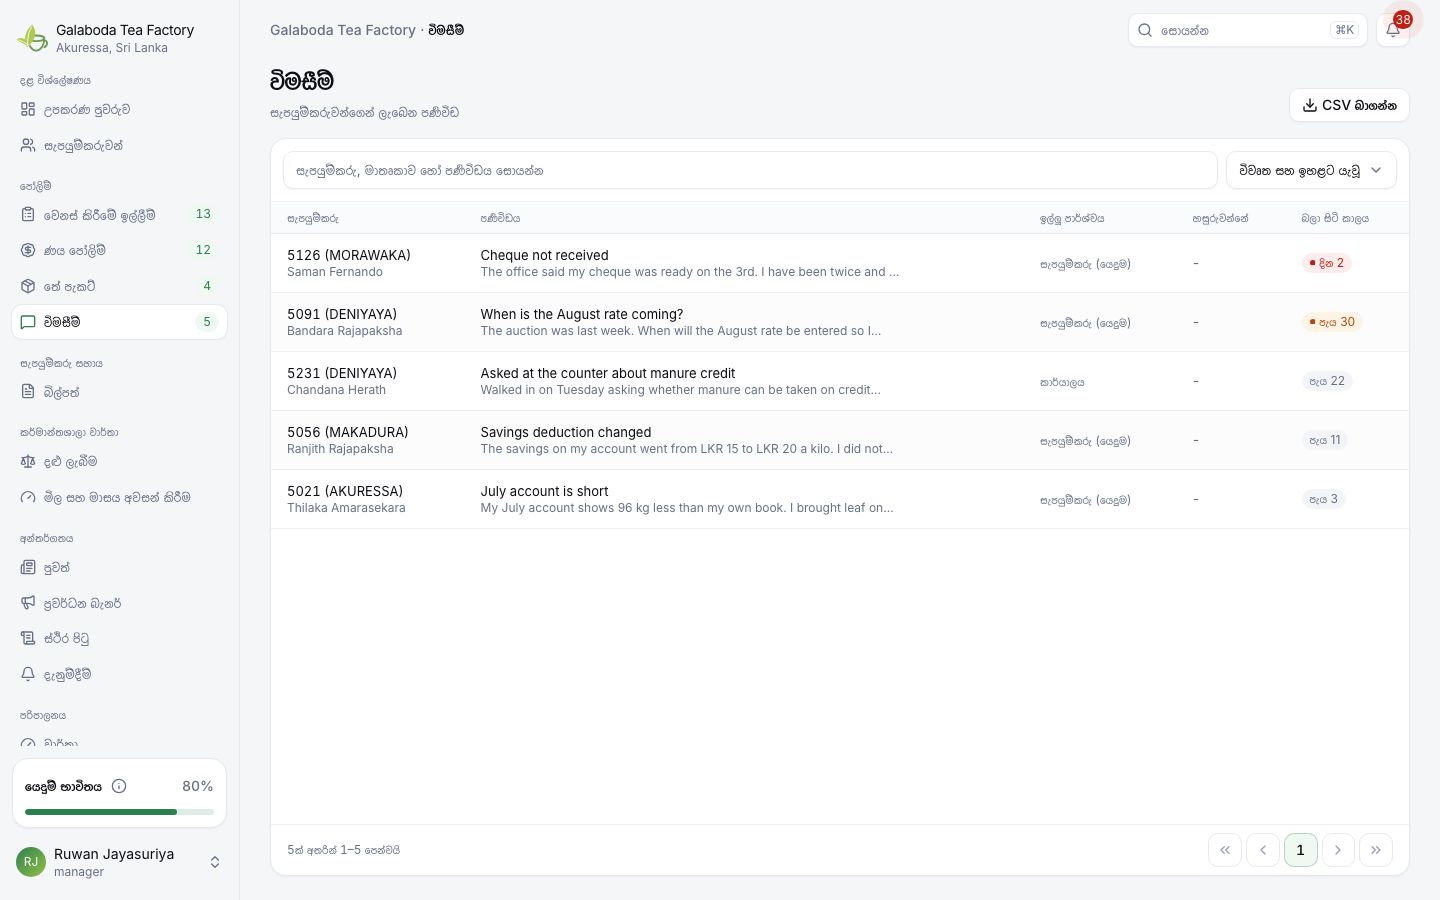 Galaboda Tea Factory
Akuressa, Sri Lanka
දළු විශ්ලේෂණය
උපකරණ පුවරුව
සැපයුම්කරුවන්
පෝලිම්
වෙනස් කිරීමේ ඉල්ලීම් 13
ණය පෝලිම් 12
තේ පැකට් 4
විමසීම් 5
සැපයුම්කරු සහාය
බිල්පත්
කර්මාන්තශාලා වාර්තා
දළු ලැබීම්
මිල සහ මාසය අවසන් කිරීම
අන්තර්ගතය
පුවත්
ප්‍රවර්ධන බැනර්
ස්ථිර පිටු
දැනුම්දීම්
පරිපාලනය
වාර්තා
යෙදුම් භාවිතය 80%
RJ Ruwan Jayasuriya
manager
Galaboda Tea Factory · විමසීම්
සොයන්න ⌘K
38
විමසීම්
සැපයුම්කරුවන්ගෙන් ලැබෙන පණිවිඩ
CSV බාගන්න
සැපයුම්කරු, මාතෘකාව හෝ පණිවිඩය සොයන්න
විවෘත සහ ඉහළට යැවූ
සැපයුම්කරු පණිවිඩය ඉල්ලූ පාර්ශ්වය හසුරුවන්නේ බලා සිටි කාලය
5126 (MORAWAKA) Cheque not received
Saman Fernando The office said my cheque was ready on the 3rd. I have been twice and ...
සැපයුම්කරු (යෙදුම) - දින 2
5091 (DENIYAYA) When is the August rate coming?
Bandara Rajapaksha The auction was last week. When will the August rate be entered so I...
සැපයුම්කරු (යෙදුම) - පැය 30
5231 (DENIYAYA) Asked at the counter about manure credit
Chandana Herath Walked in on Tuesday asking whether manure can be taken on credit...
කාර්යාලය - පැය 22
5056 (MAKADURA) Savings deduction changed
Ranjith Rajapaksha The savings on my account went from LKR 15 to LKR 20 a kilo. I did not...
සැපයුම්කරු (යෙදුම) - පැය 11
5021 (AKURESSA) July account is short
Thilaka Amarasekara My July account shows 96 kg less than my own book. I brought leaf on...
සැපයුම්කරු (යෙදුම) - පැය 3
5ක් අතරින් 1–5 පෙන්වයි
1